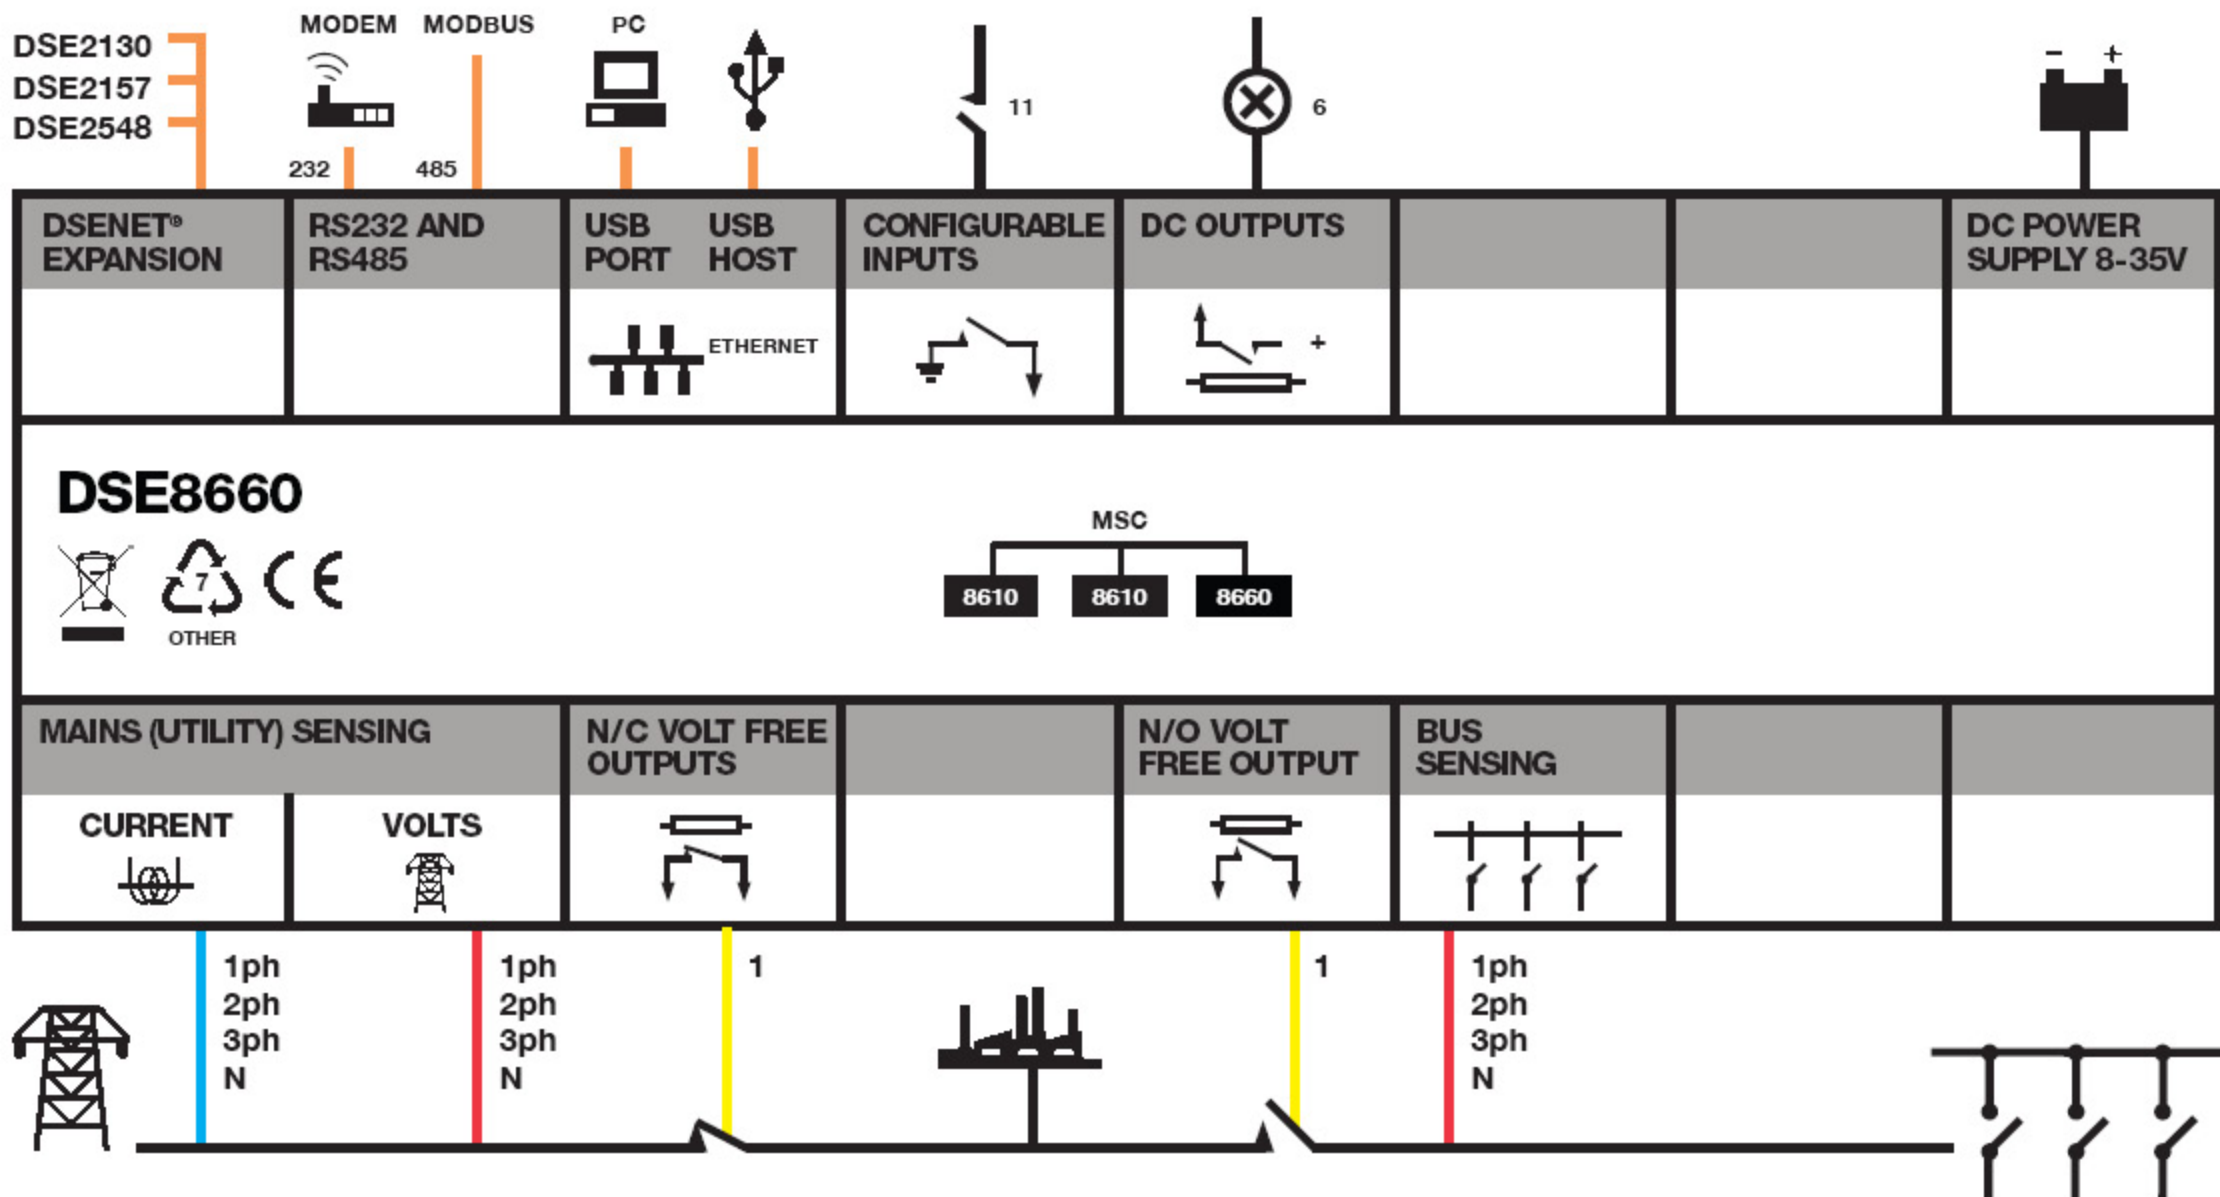 DSE2130
DSE2157
DSE2548
MODEM
MODBUS
PC
232
485
11
6
- +
DSENET®
EXPANSION
RS232 AND
RS485
USB
PORT
USB
HOST
CONFIGURABLE
INPUTS
DC OUTPUTS
DC POWER
SUPPLY 8-35V
ETHERNET
+
DSE8660
7
OTHER
CE
MSC
8610
8610
8660
MAINS (UTILITY) SENSING
N/C VOLT FREE
OUTPUTS
N/O VOLT
FREE OUTPUT
BUS
SENSING
CURRENT
VOLTS
1ph
2ph
3ph
N
1ph
2ph
3ph
N
1
1
1ph
2ph
3ph
N